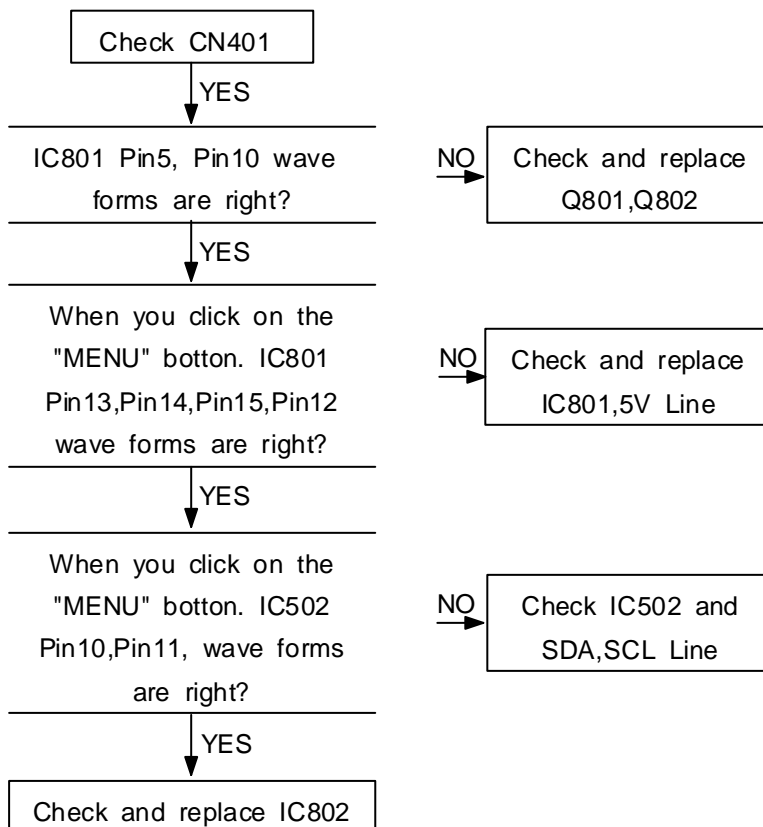 Check CN401
YES
IC801 Pin5, Pin10 wave
forms are right?
NO
Check and replace
Q801,Q802
YES
When you click on the
"MENU" botton. IC801
Pin13,Pin14,Pin15,Pin12
wave forms are right?
NO
Check and replace
IC801,5V Line
YES
When you click on the
"MENU" botton. IC502
Pin10,Pin11, wave forms
are right?
NO
Check IC502 and
SDA,SCL Line
YES
Check and replace IC802